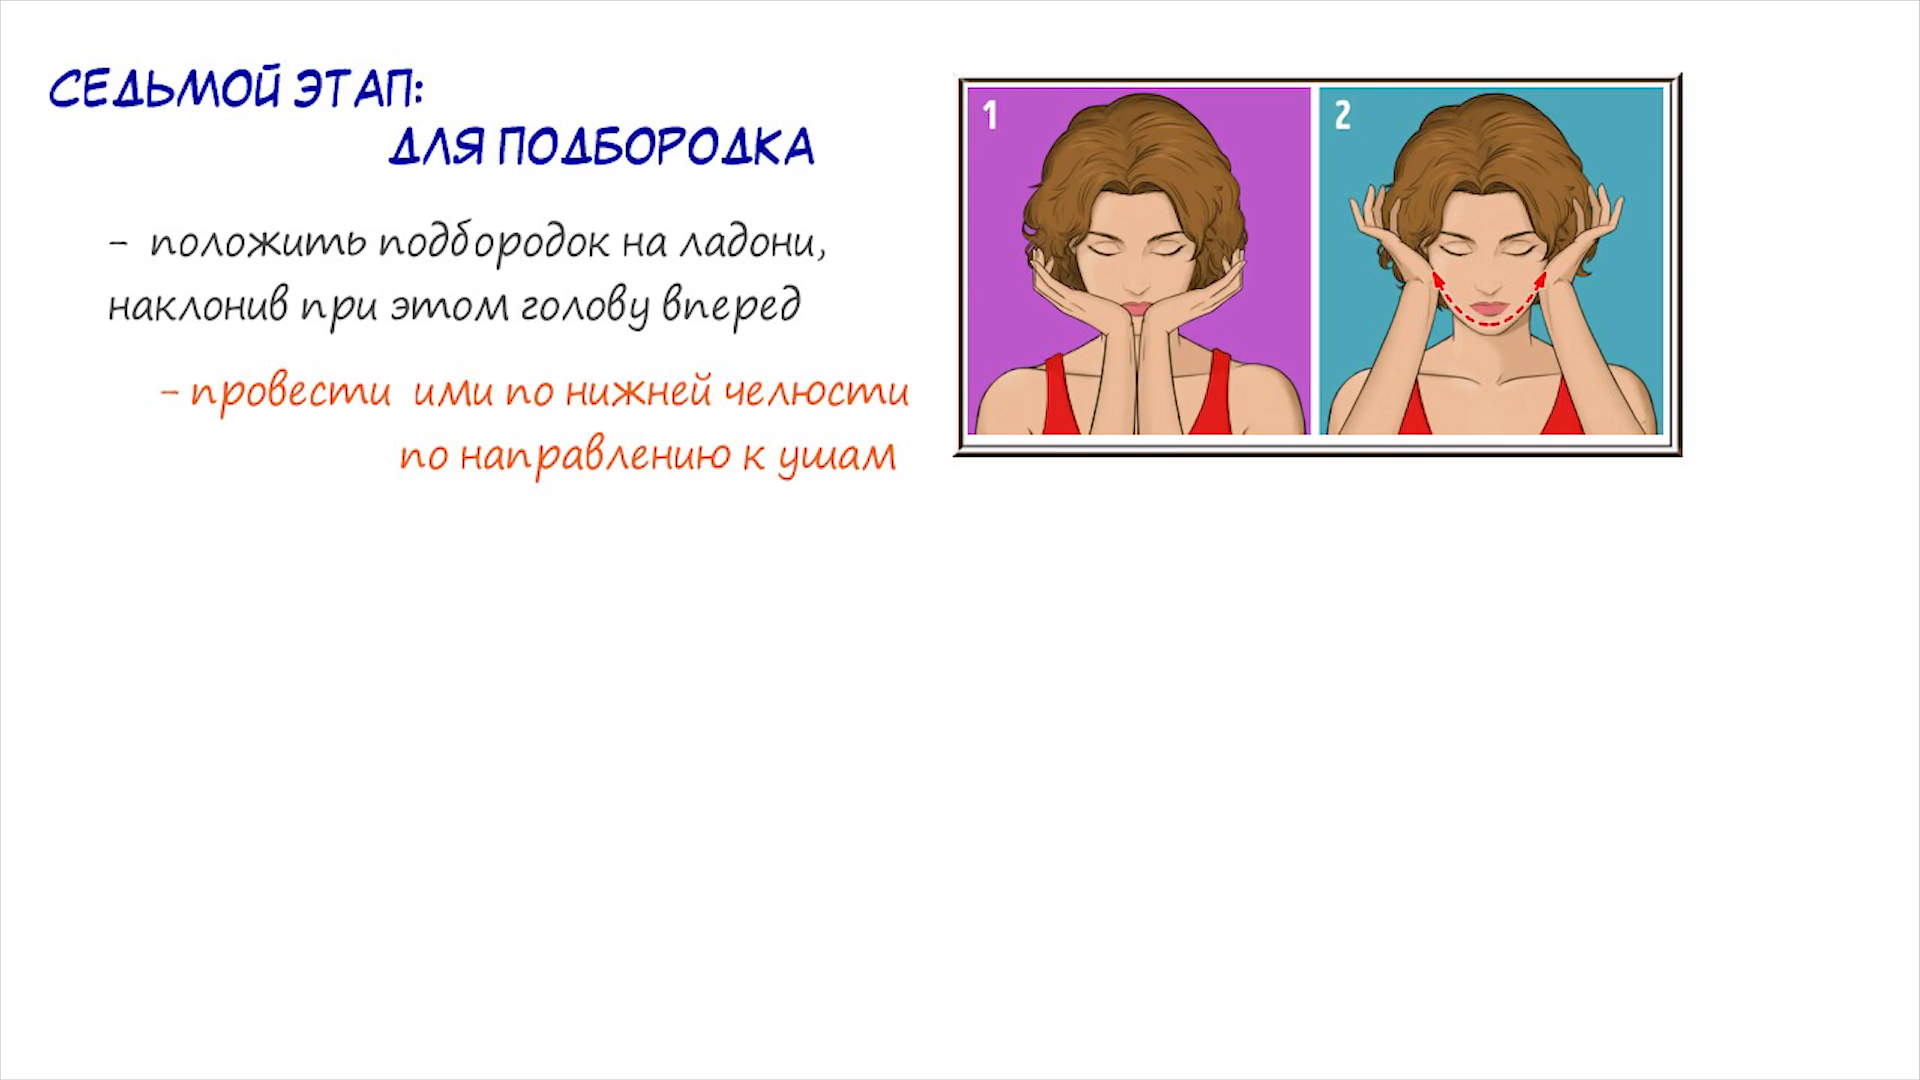 СЕДЬМОЙ ЭТАП:
ДЛЯ ПОДБОРОДКА
- положить подбородок на ладони,
наклонив при этом голову вперед
- провести ими по нижней челюсти
по направлению к ушам
1
2